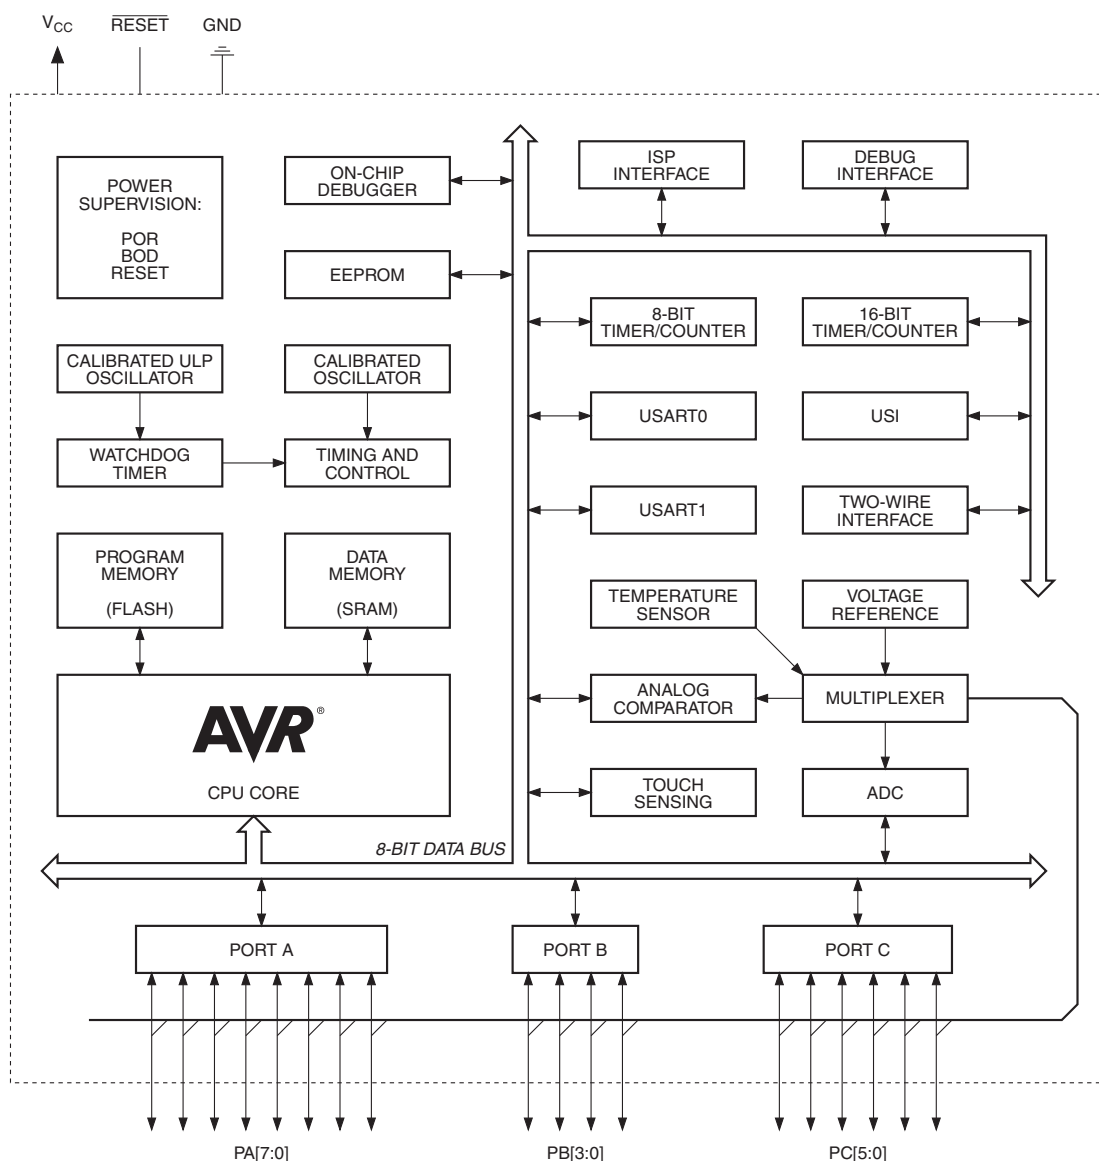 VCC
RESET
GND
POWER
SUPERVISION:
POR
BOD
RESET
ON-CHIP
DEBUGGER
EEPROM
ISP
INTERFACE
DEBUG
INTERFACE
8-BIT
TIMER/COUNTER
16-BIT
TIMER/COUNTER
CALIBRATED ULP
OSCILLATOR
CALIBRATED
OSCILLATOR
USART0
USI
WATCHDOG
TIMER
TIMING AND
CONTROL
USART1
TWO-WIRE
INTERFACE
PROGRAM
MEMORY
(FLASH)
DATA
MEMORY
(SRAM)
TEMPERATURE
SENSOR
VOLTAGE
REFERENCE
AVR®
CPU CORE
ANALOG
COMPARATOR
MULTIPLEXER
TOUCH
SENSING
ADC
8-BIT DATA BUS
PORT A
PORT B
PORT C
PA[7:0]
PB[3:0]
PC[5:0]